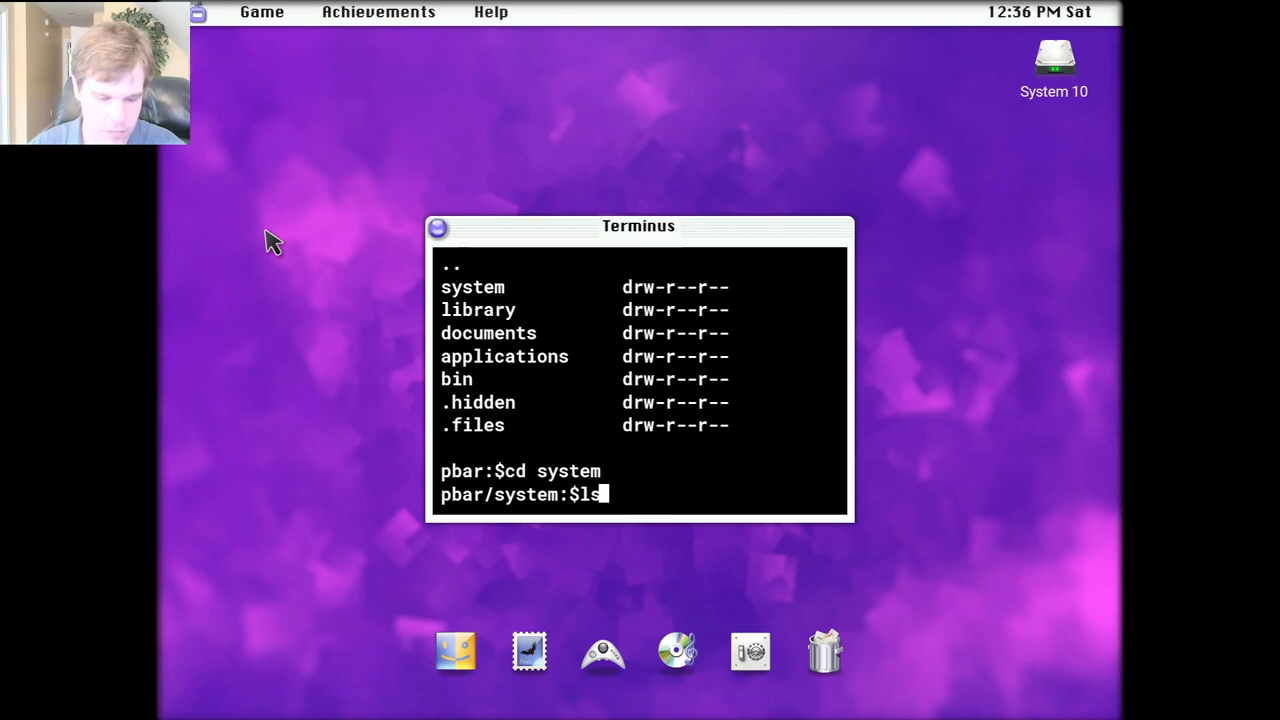 Game Achievements Help 12:36 PM Sat
System 10
Terminus
..
system drw-r--r--
library drw-r--r--
documents drw-r--r--
applications drw-r--r--
bin drw-r--r--
.hidden drw-r--r--
.files drw-r--r--
pbar:$cd system
pbar/system:$ls